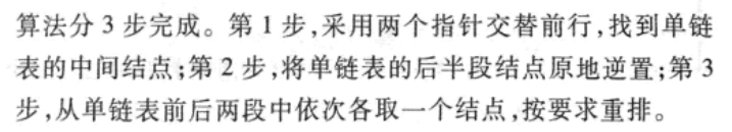 算法分 3 步完成。第 1 步,采用两个指针交替前行,找到单链
表的中间结点;第 2 步,将单链表的后半段结点原地逆置;第 3
步,从单链表前后两段中依次各取一个结点,按要求重排。